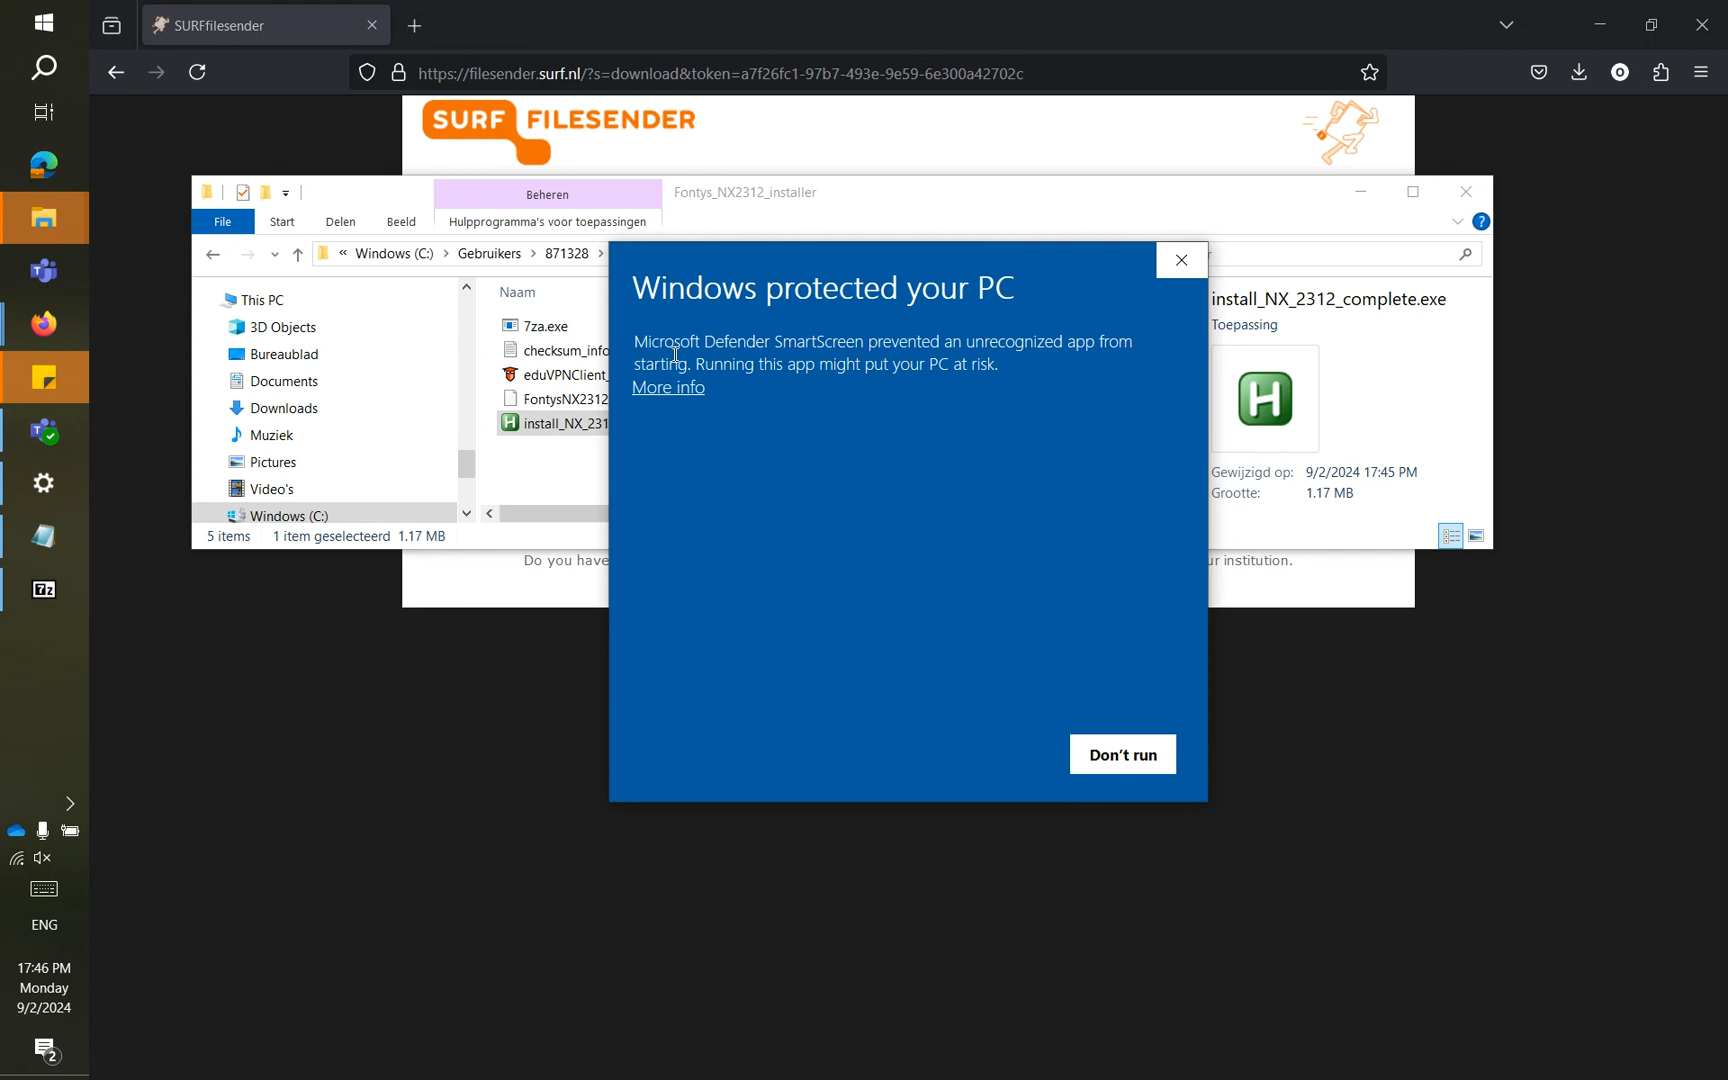 SURFfilesender
https://filesender.surf.nl/?s=download&token=a7f26fc1-97b7-493e-9e59-6e300a42702c
SURF FILESENDER
Beheren
Fontys_NX2312_installer
File
Start
Delen
Beeld
Hulpprogramma's voor toepassingen
« Windows (C:) > Gebruikers > 871328 >
This PC
3D Objects
Bureaublad
Documents
Downloads
Muziek
Pictures
Video's
Windows (C:)
Naam
7za.exe
checksum_info
eduVPNClient_
FontysNX2312
install_NX_231
Windows protected your PC
Microsoft Defender SmartScreen prevented an unrecognized app from
starting. Running this app might put your PC at risk.
More info
Don't run
install_NX_2312_complete.exe
Toepassing
H
Gewijzigd op: 9/2/2024 17:45 PM
Grootte: 1.17 MB
5 items 1 item geselecteerd 1.17 MB
Do you have
ur institution.
7z
ENG
17:46 PM
Monday
9/2/2024
2